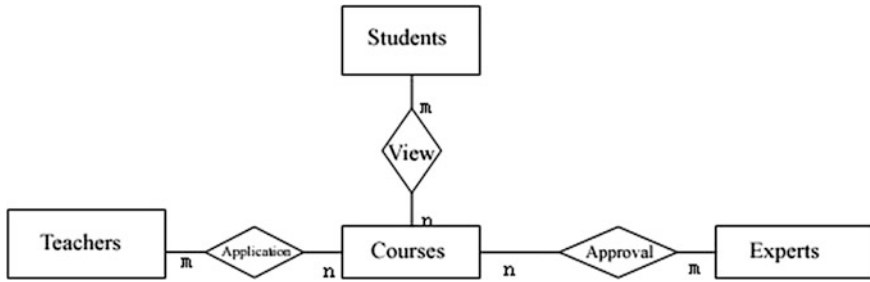 Students
m
View
n
Teachers
m
Application
n
Courses
n
Approval
m
Experts